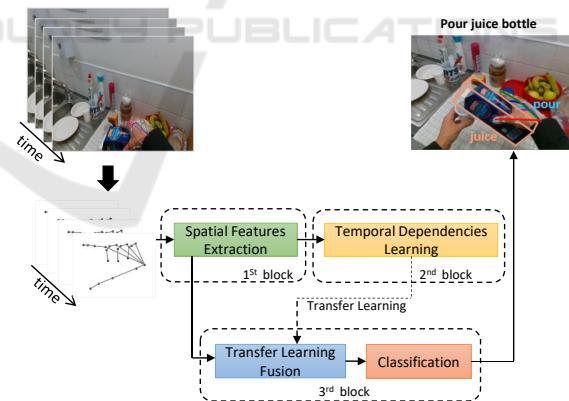 PUBLICATIONS
Pour juice bottle
pour
juice
time
time
Spatial Features
Extraction
1St block
Temporal Dependencies
Learning
2nd block
Transfer Learning
Transfer Learning
Fusion
Classification
3rd block